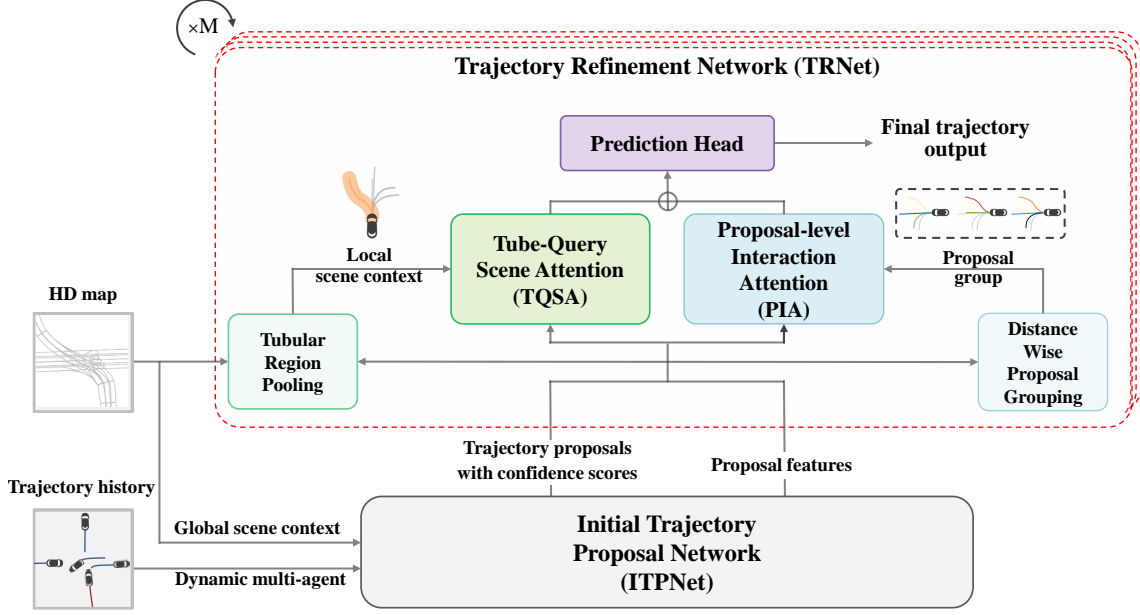 ×M
Trajectory Refinement Network (TRNet)
Prediction Head
Final trajectory
output
Tube-Query
Scene Attention
(TQSA)
Proposal-level
Interaction
Attention
(PIA)
Local
scene context
Proposal
group
HD map
Tubular
Region
Pooling
Distance
Wise
Proposal
Grouping
Trajectory proposals
with confidence scores
Proposal features
Trajectory history
Global scene context
Dynamic multi-agent
Initial Trajectory
Proposal Network
(ITPNet)